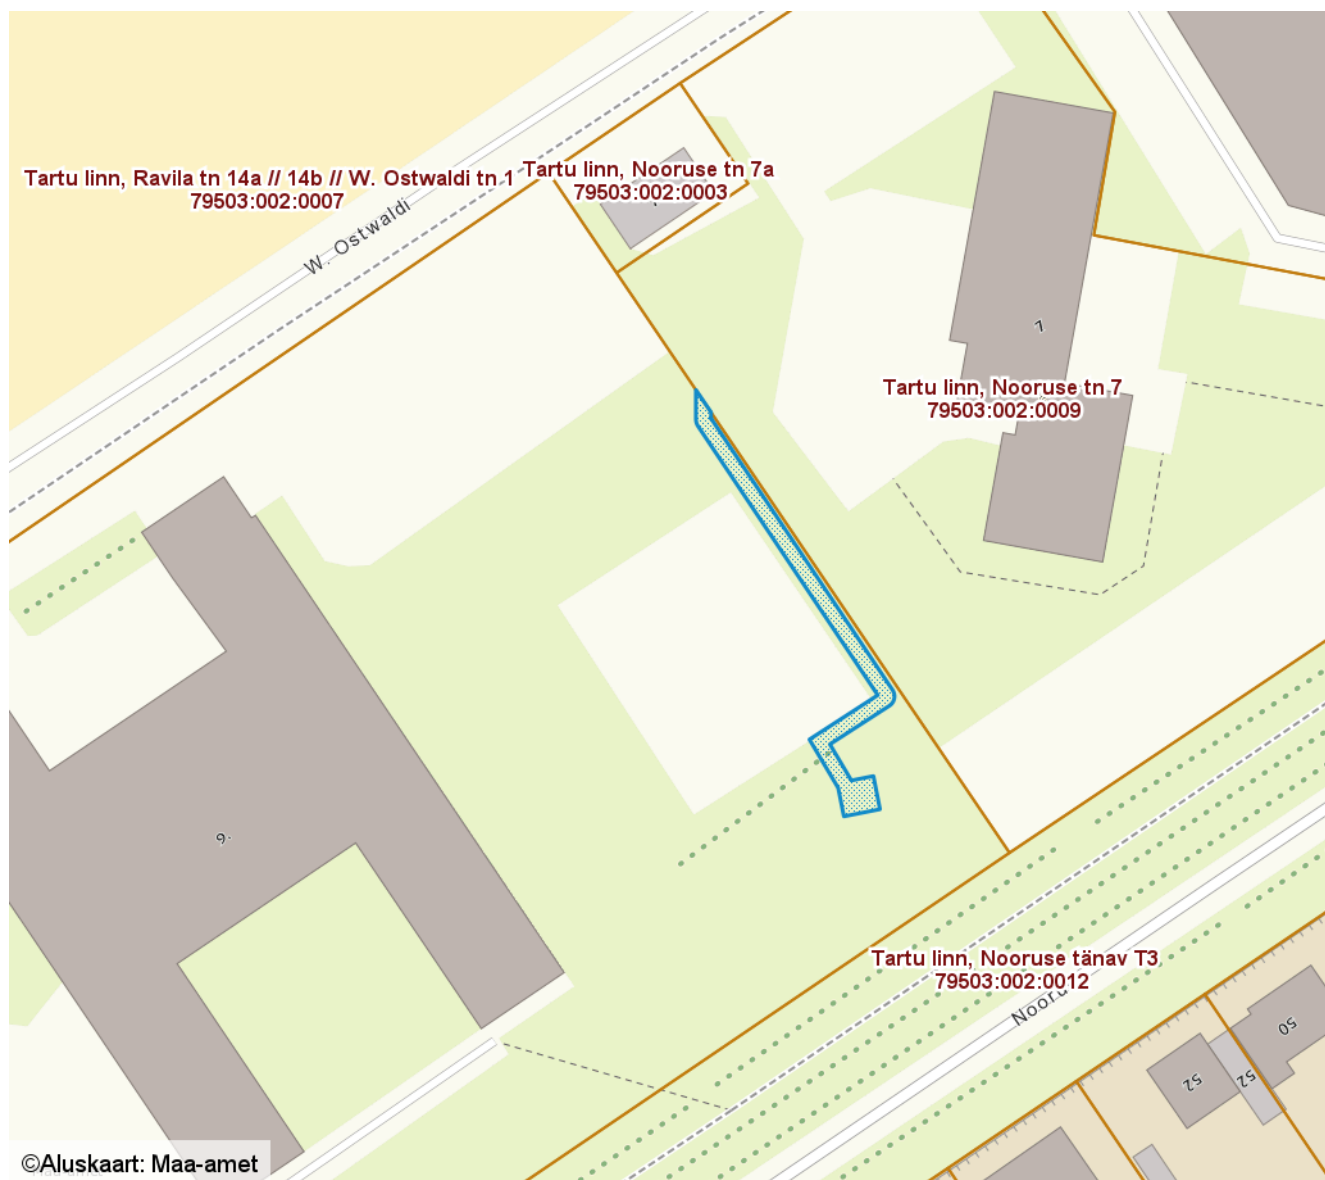 Tartu linn, Ravila tn 14a // 14b // W. Ostwaldi tn 1
79503:002:0007
Tartu linn, Nooruse tn 7a
79503:002:0003
W. Ostwaldi
7
Tartu linn, Nooruse tn 7
79503:002:0009
9.
Tartu linn, Nooruse tänav T3
79503:002:0012
Nooru
50
52
52
©Aluskaart: Maa-amet